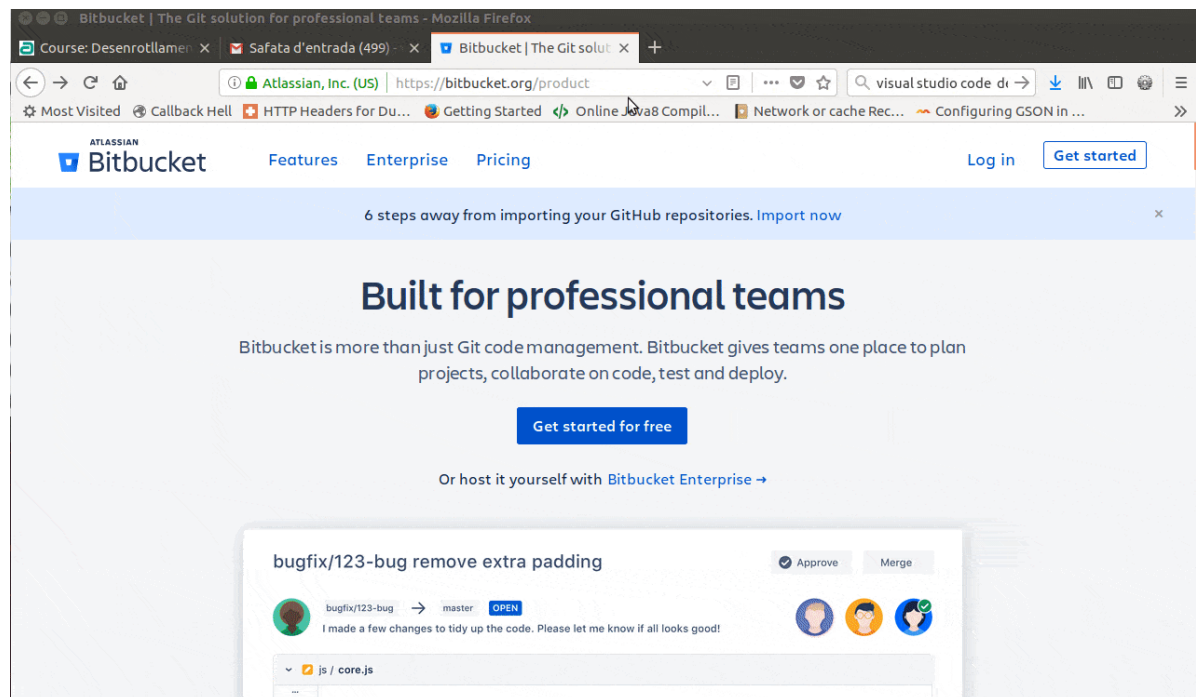 Bitbucket | The Git solution for professional teams - Mozilla Firefox
Course: Desenrotllamen
Safata d'entrada (499) -
Bitbucket | The Git solut
Atlassian, Inc. (US) https://bitbucket.org/product
visual studio code de
Most Visited Callback Hell HTTP Headers for Du... Getting Started Online Java8 Compil... Network or cache Rec... Configuring GSON in ...
ATLASSIAN
Bitbucket Features Enterprise Pricing Log in Get started
6 steps away from importing your GitHub repositories. Import now
Built for professional teams
Bitbucket is more than just Git code management. Bitbucket gives teams one place to plan
projects, collaborate on code, test and deploy.
Get started for free
Or host it yourself with Bitbucket Enterprise →
bugfix/123-bug remove extra padding Approve Merge
bugfix/123-bug → master OPEN
I made a few changes to tidy up the code. Please let me know if all looks good!
js / core.js
...